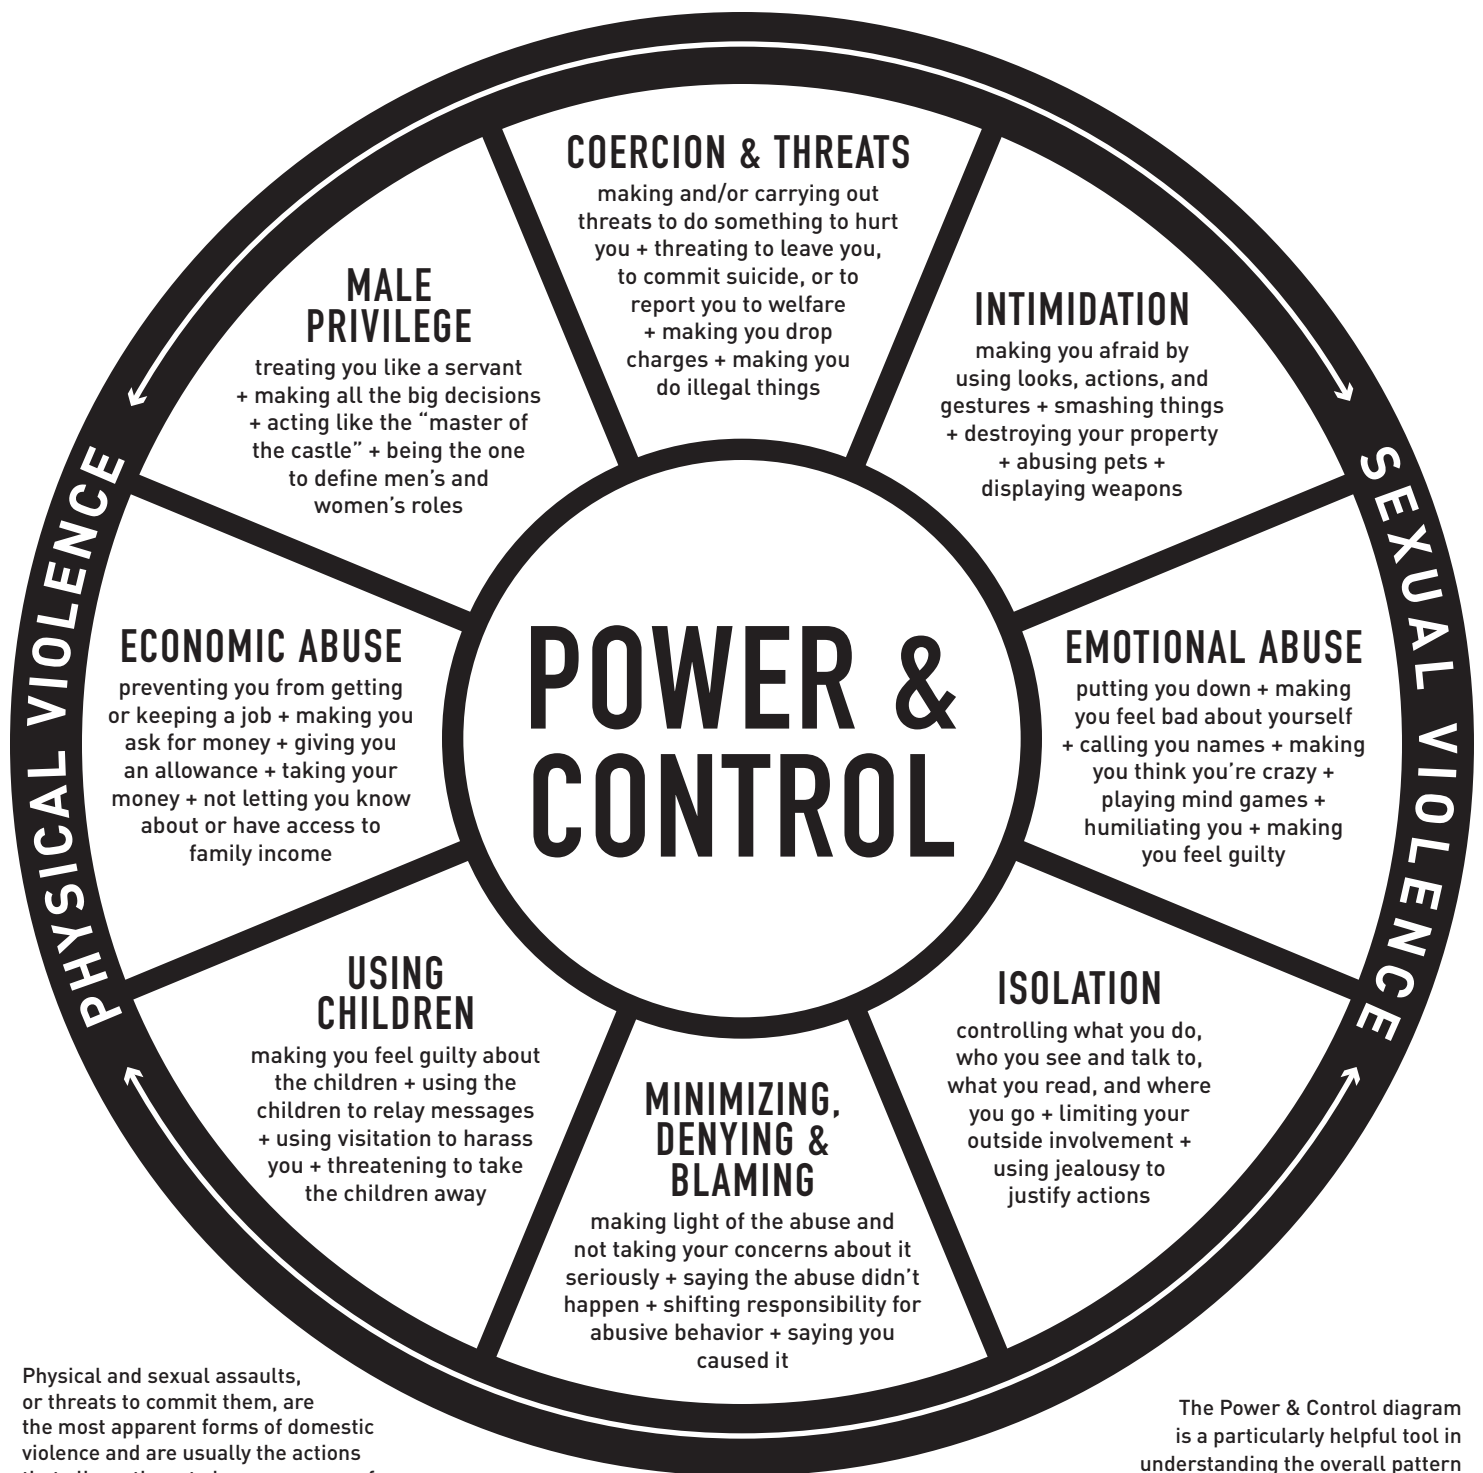 COERCION & THREATS
making and/or carrying out
threats to do something to hurt
you + threating to leave you,
to commit suicide, or to
report you to welfare
+ making you drop
charges + making you
do illegal things
INTIMIDATION
making you afraid by
using looks, actions, and
gestures + smashing things
+ destroying your property
+ abusing pets +
displaying weapons
EMOTIONAL ABUSE
putting you down + making
you feel bad about yourself
+ calling you names + making
you think you're crazy +
playing mind games +
humiliating you + making
you feel guilty
ISOLATION
controlling what you do,
who you see and talk to,
what you read, and where
you go + limiting your
outside involvement +
using jealousy to
justify actions
MINIMIZING,
DENYING &
BLAMING
making light of the abuse and
not taking your concerns about it
seriously + saying the abuse didn't
happen + shifting responsibility for
abusive behavior + saying you
caused it
USING
CHILDREN
making you feel guilty about
the children + using the
children to relay messages
+ using visitation to harass
you + threatening to take
the children away
ECONOMIC ABUSE
preventing you from getting
or keeping a job + making you
ask for money + giving you
an allowance + taking your
money + not letting you know
about or have access to
family income
MALE
PRIVILEGE
treating you like a servant
+ making all the big decisions
+ acting like the “master of
the castle” + being the one
to define men's and
women's roles
POWER &
CONTROL
PHYSICAL VIOLENCE
SEXUAL VIOLENCE
Physical and sexual assaults,
or threats to commit them, are
the most apparent forms of domestic
violence and are usually the actions
The Power & Control diagram
is a particularly helpful tool in
understanding the overall pattern